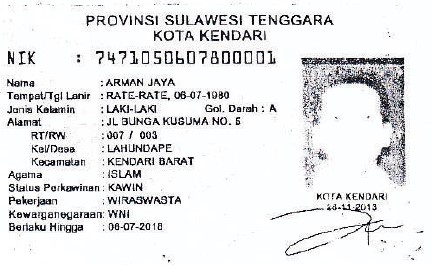 PROVINSI SULAWESI TENGGARA
KOTA KENDARI
NIK : 7471050607800001
Nama : ARMAN JAYA
Tempat/Tgl Lahir : RATE-RATE, 06-07-1980
Jenis Kelamin : LAKI-LAKI Gol. Darah : A
Alamat : JL BUNGA KUSUMA NO. 5
RT/RW : 007 / 003
Kel/Desa : LAHUNDAPE
Kecamatan : KENDARI BARAT
Agama : ISLAM
Status Perkawinan : KAWIN
Pekerjaan : WIRASWASTA
Kewarganegaraan: WNI
Berlaku Hingga : 06-07-2018
KOTA KENDARI
26-11-2013